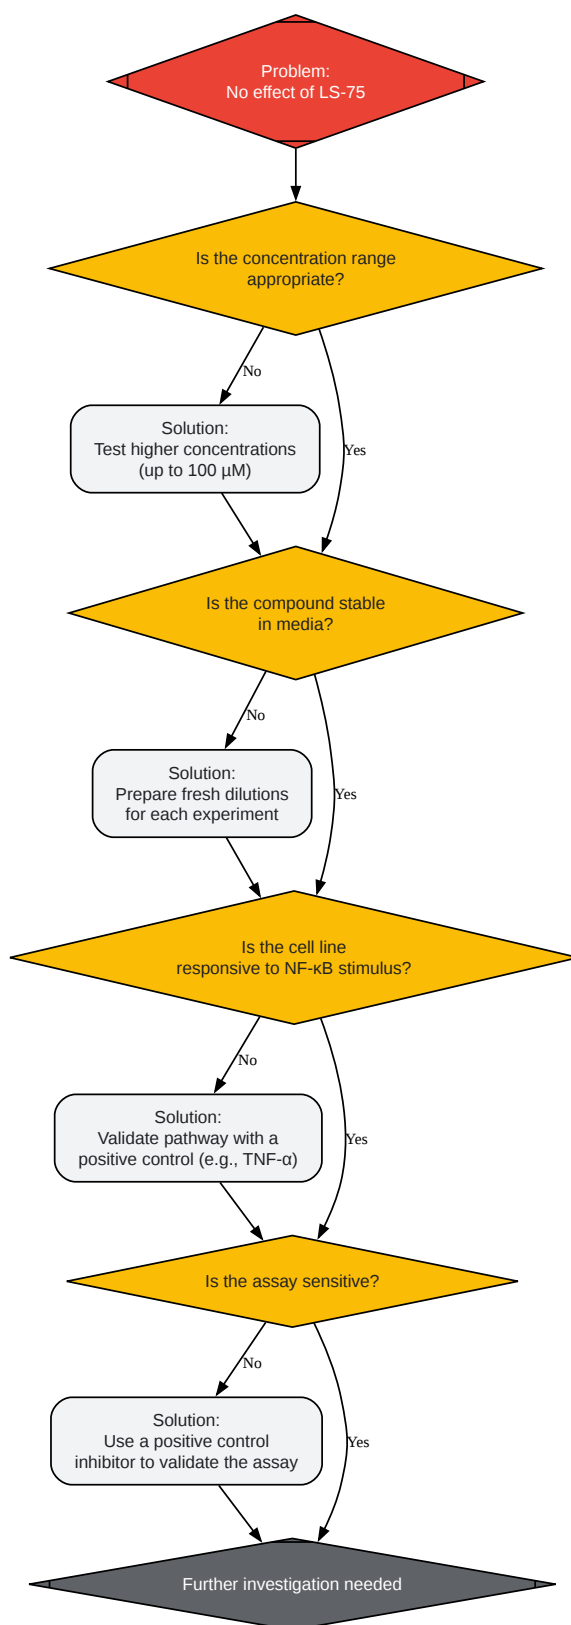 Problem:
No effect of LS-75
Is the concentration range
appropriate?
No
Solution:
Test higher concentrations
(up to 100 µM)
Yes
Is the compound stable
in media?
No
Solution:
Prepare fresh dilutions
for each experiment
Yes
Is the cell line
responsive to NF-κB stimulus?
No
Solution:
Validate pathway with a
positive control (e.g., TNF-α)
Yes
Is the assay sensitive?
No
Solution:
Use a positive control
inhibitor to validate the assay
Yes
Further investigation needed